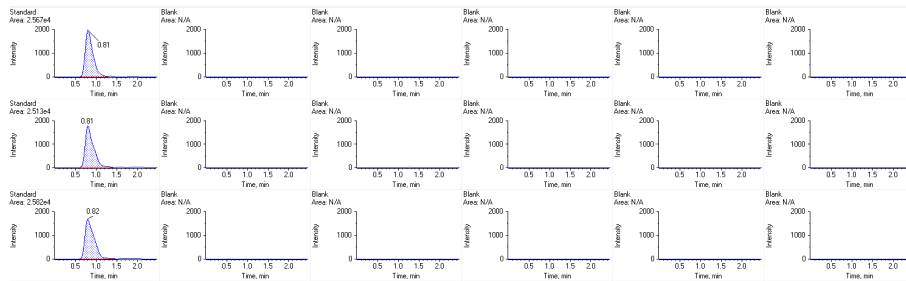 Standard
Area: 2.567e4
2000
1000
0
Intensity
0.81
0.5 1.0 1.5 2.0
Time, min
Blank
Area: N/A
2000
1000
0
Intensity
0.5 1.0 1.5 2.0
Time, min
Blank
Area: N/A
2000
1000
0
Intensity
0.5 1.0 1.5 2.0
Time, min
Blank
Area: N/A
2000
1000
0
Intensity
0.5 1.0 1.5 2.0
Time, min
Blank
Area: N/A
2000
1000
0
Intensity
0.5 1.0 1.5 2.0
Time, min
Blank
Area: N/A
2000
1000
0
Intensity
0.5 1.0 1.5 2.0
Time, min
Standard
Area: 2.513e4
2000
1000
0
Intensity
0.81
0.5 1.0 1.5 2.0
Time, min
Blank
Area: N/A
2000
1000
0
Intensity
0.5 1.0 1.5 2.0
Time, min
Blank
Area: N/A
2000
1000
0
Intensity
0.5 1.0 1.5 2.0
Time, min
Blank
Area: N/A
2000
1000
0
Intensity
0.5 1.0 1.5 2.0
Time, min
Blank
Area: N/A
2000
1000
0
Intensity
0.5 1.0 1.5 2.0
Time, min
Blank
Area: N/A
2000
1000
0
Intensity
0.5 1.0 1.5 2.0
Time, min
Standard
Area: 2.582e4
2000
1000
0
Intensity
0.82
0.5 1.0 1.5 2.0
Time, min
Blank
Area: N/A
2000
1000
0
Intensity
0.5 1.0 1.5 2.0
Time, min
Blank
Area: N/A
2000
1000
0
Intensity
0.5 1.0 1.5 2.0
Time, min
Blank
Area: N/A
2000
1000
0
Intensity
0.5 1.0 1.5 2.0
Time, min
Blank
Area: N/A
2000
1000
0
Intensity
0.5 1.0 1.5 2.0
Time, min
Blank
Area: N/A
2000
1000
0
Intensity
0.5 1.0 1.5 2.0
Time, min